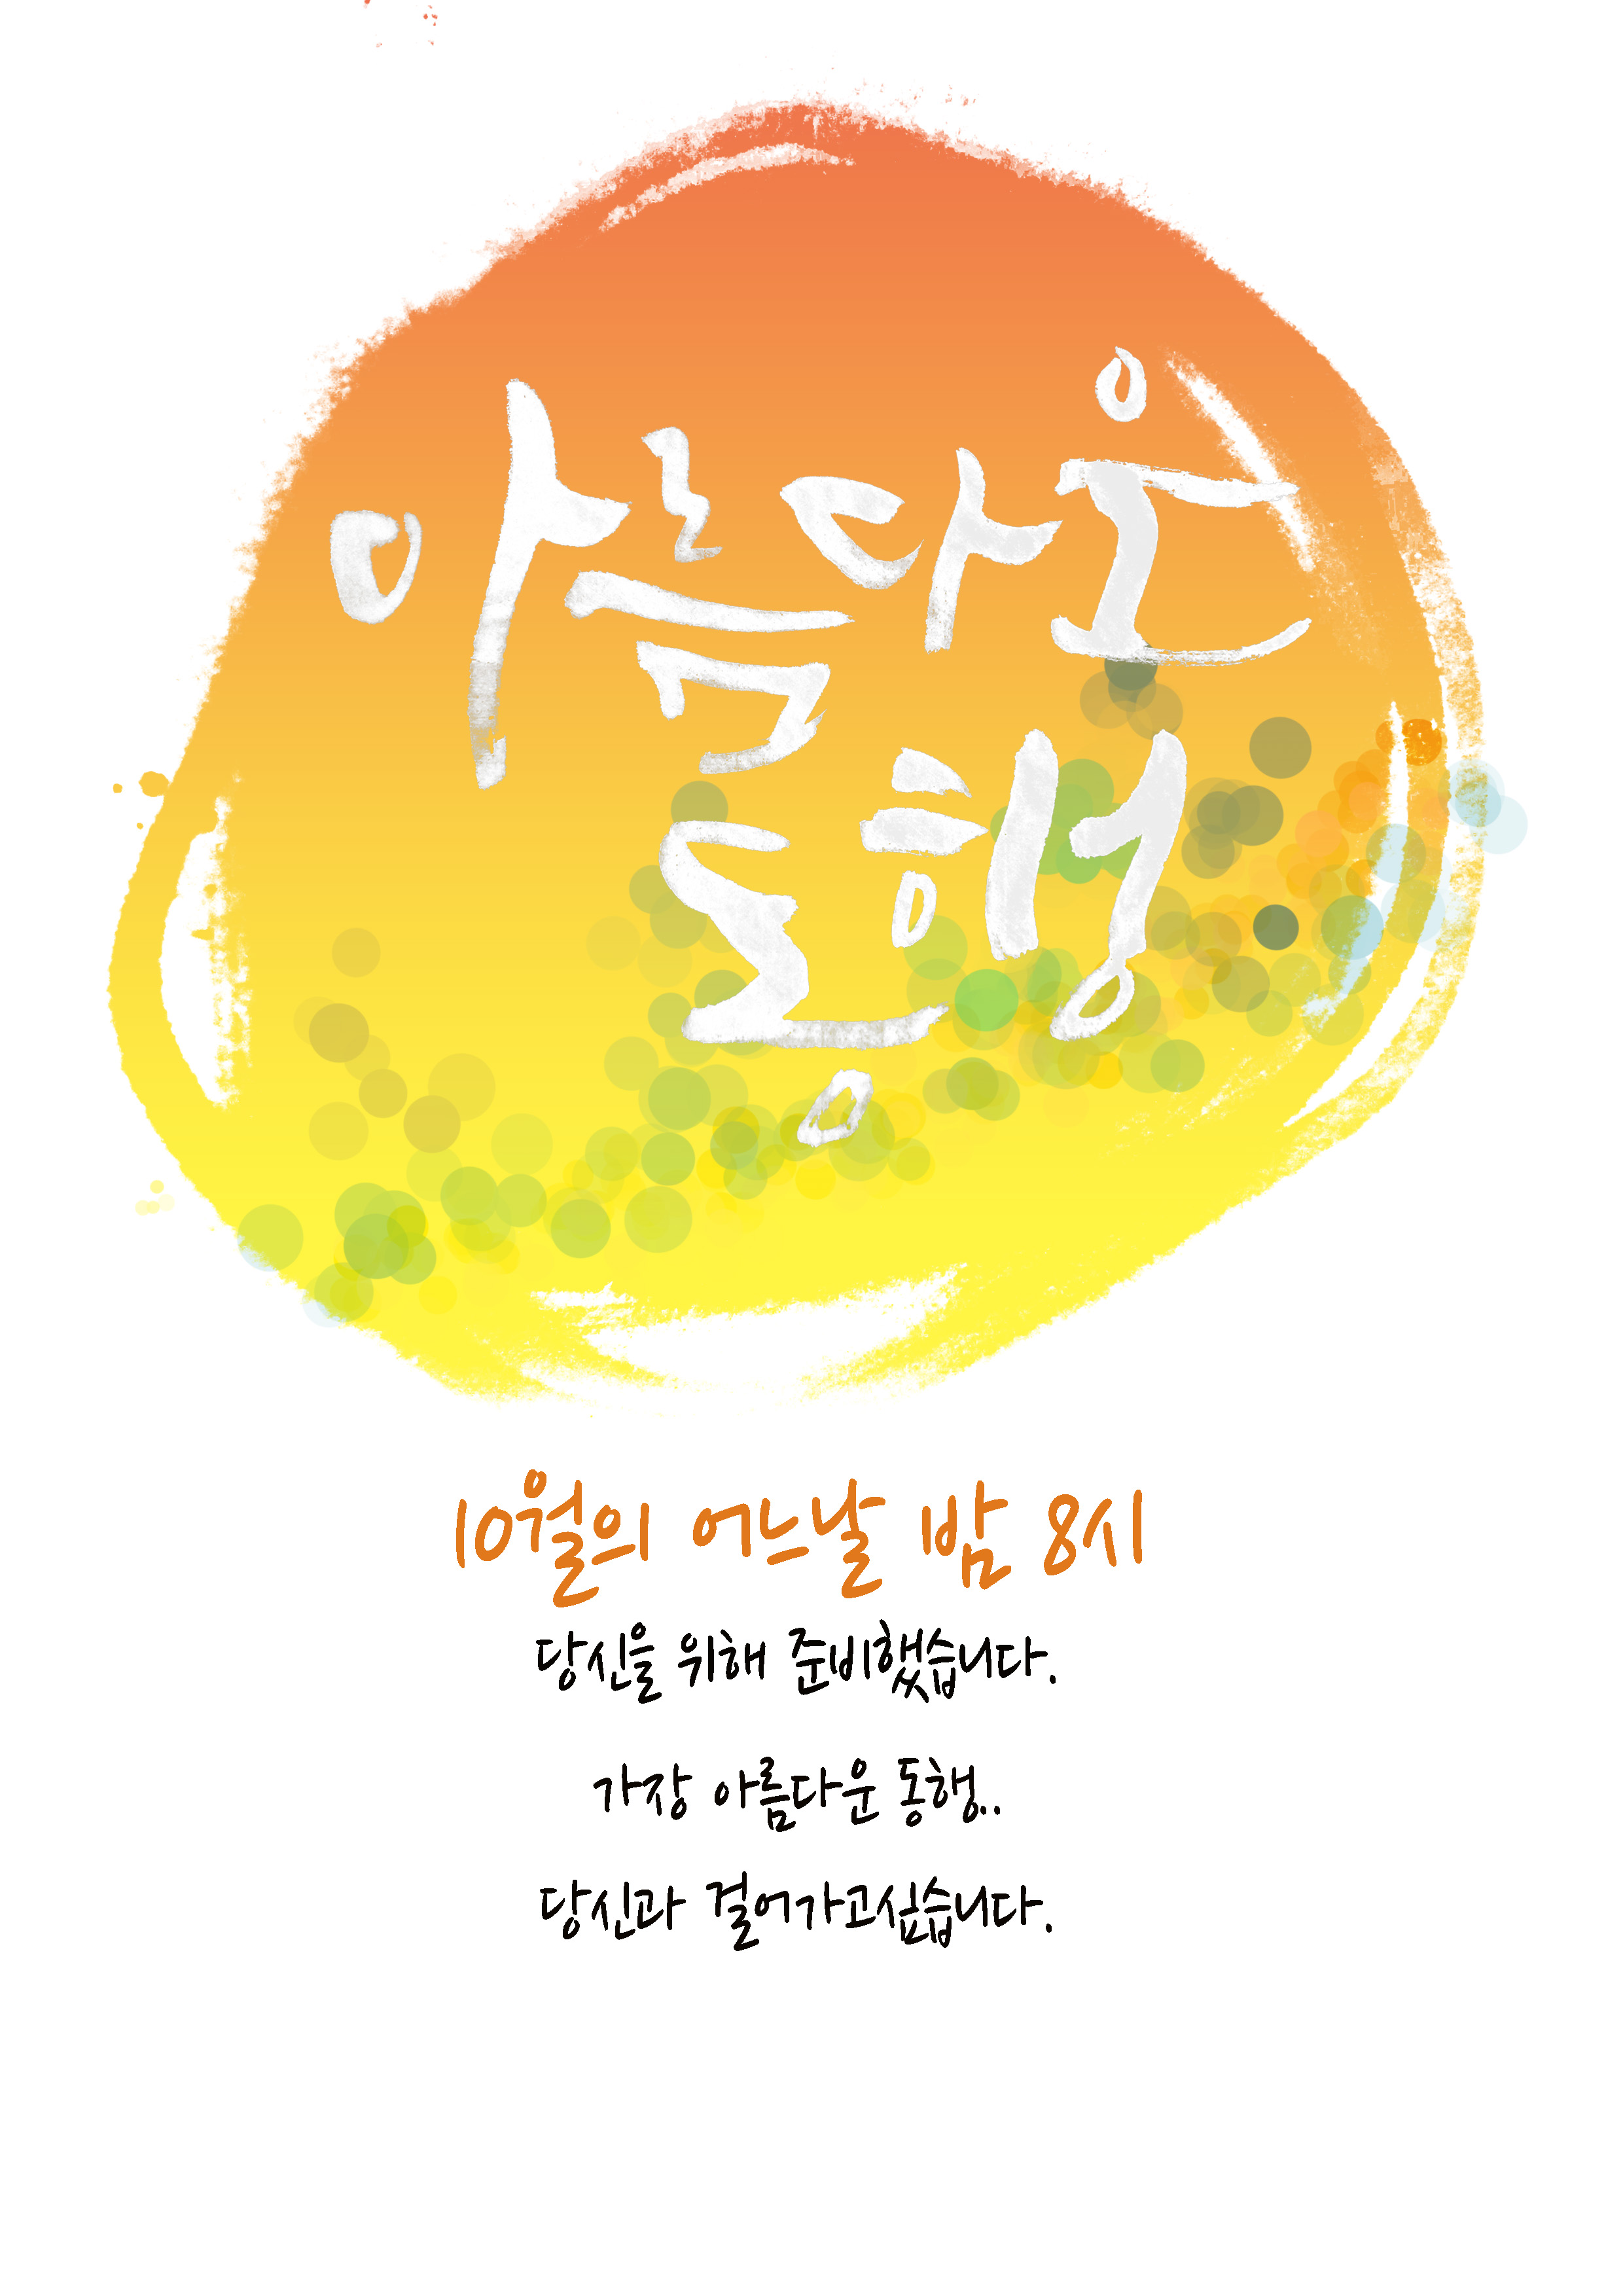 아름다운
동행
10월의 어느날 밤 8시
당신을 위해 준비했습니다.
가장 아름다운 동행..
당신과 걸어가고싶습니다.